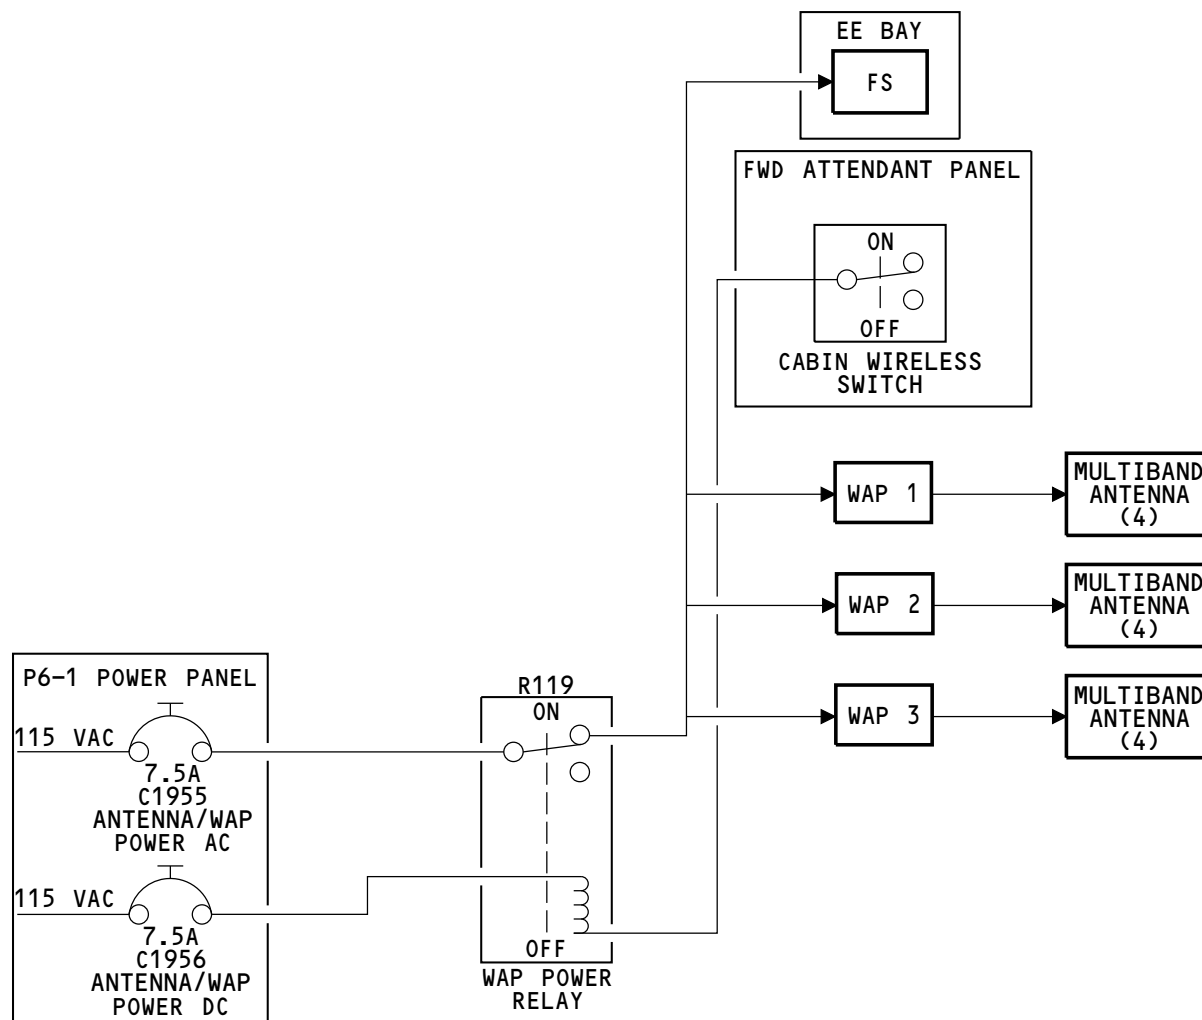 EE BAY
FS
FWD ATTENDANT PANEL
ON
OFF
CABIN WIRELESS
SWITCH
WAP 1
MULTIBAND
ANTENNA
(4)
WAP 2
MULTIBAND
ANTENNA
(4)
WAP 3
MULTIBAND
ANTENNA
(4)
P6-1 POWER PANEL
115 VAC
7.5A
C1955
ANTENNA/WAP
POWER AC
115 VAC
7.5A
C1956
ANTENNA/WAP
POWER DC
R119
ON
OFF
WAP POWER
RELAY